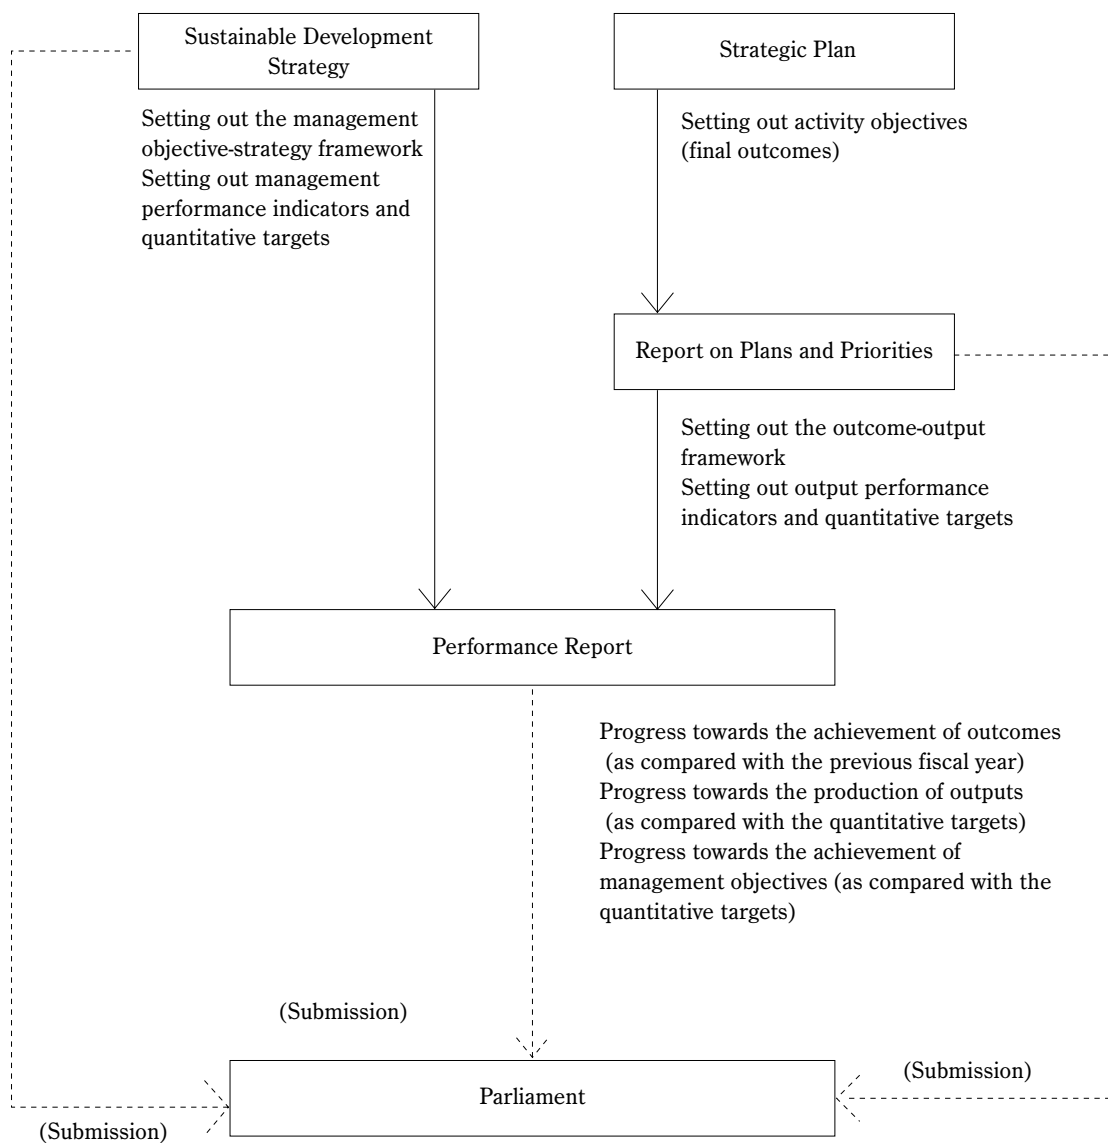 Sustainable Development
Strategy
Strategic Plan
Setting out the management
objective-strategy framework
Setting out management
performance indicators and
quantitative targets
Setting out activity objectives
(final outcomes)
Report on Plans and Priorities
Setting out the outcome-output
framework
Setting out output performance
indicators and quantitative targets
Performance Report
Progress towards the achievement of outcomes
(as compared with the previous fiscal year)
Progress towards the production of outputs
(as compared with the quantitative targets)
Progress towards the achievement of
management objectives (as compared with the
quantitative targets)
(Submission)
Parliament
(Submission)
(Submission)